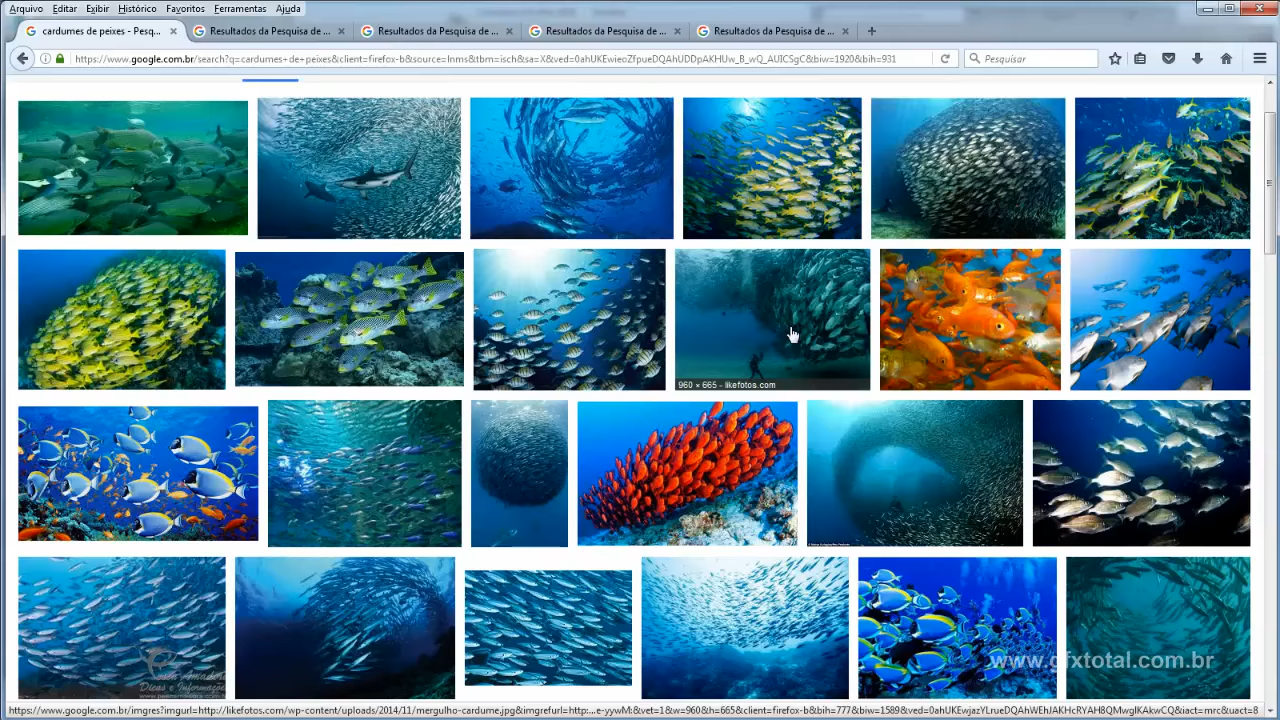 Arquivo Editar Exibir Histórico Favoritos Ferramentas Ajuda
cardumes de peixes - Pesq...
Resultados da Pesquisa de ...
Resultados da Pesquisa de ...
Resultados da Pesquisa de ...
Resultados da Pesquisa de ...
https://www.google.com.br/search?q=cardumes+de+peixes&client=firefox-b&source=lnms&tbm=isch&sa=X&ved=0ahUKEwieoZfpueDQAhUDDpAKHUw_B_wQ_AUICSgC&biw=1920&bih=931
Pesquisar
960 × 665 - likefotos.com
Dicas e Informações
www.gfxtotal.com.br
https://www.google.com.br/imgres?imgurl=http://likefotos.com/wp-content/uploads/2014/11/mergulho-cardume.jpg&imgrefurl=http:...e-yywM:&vet=1&w=960&h=665&client=firefox-b&bih=777&biw=1589&ved=0ahUKEwjazYLrueDQAhWEhJAKHcRYAH8QMwglKAkwCQ&iact=mrc&uact=8